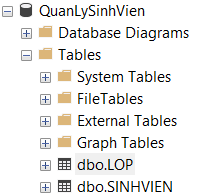 QuanLySinhVien
Database Diagrams
Tables
System Tables
FileTables
External Tables
Graph Tables
dbo.LOP
dbo.SINHVIEN